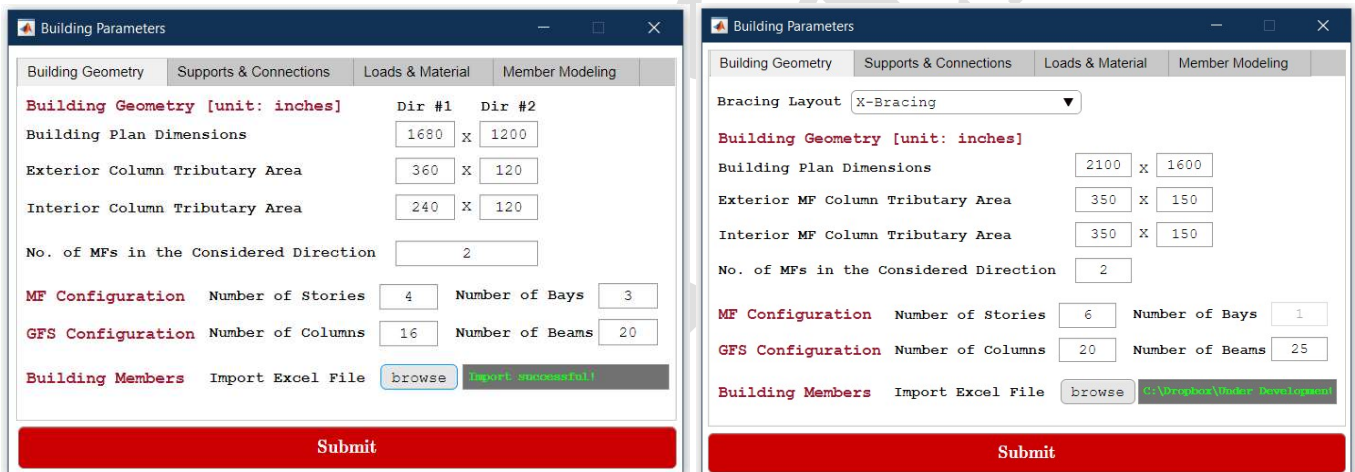 Building Parameters
Building Geometry Supports & Connections Loads & Material Member Modeling
Building Geometry [unit: inches] Dir #1 Dir #2
Building Plan Dimensions 1680 X 1200
Exterior Column Tributary Area 360 X 120
Interior Column Tributary Area 240 X 120
No. of MFs in the Considered Direction 2
MF Configuration Number of Stories 4 Number of Bays 3
GFS Configuration Number of Columns 16 Number of Beams 20
Building Members Import Excel File browse Import successful!
Submit
Building Parameters
Building Geometry Supports & Connections Loads & Material Member Modeling
Bracing Layout X-Bracing
Building Geometry [unit: inches]
Building Plan Dimensions 2100 X 1600
Exterior MF Column Tributary Area 350 X 150
Interior MF Column Tributary Area 350 X 150
No. of MFs in the Considered Direction 2
MF Configuration Number of Stories 6 Number of Bays 1
GFS Configuration Number of Columns 20 Number of Beams 25
Building Members Import Excel File browse C:\Dropbox\Under Development
Submit